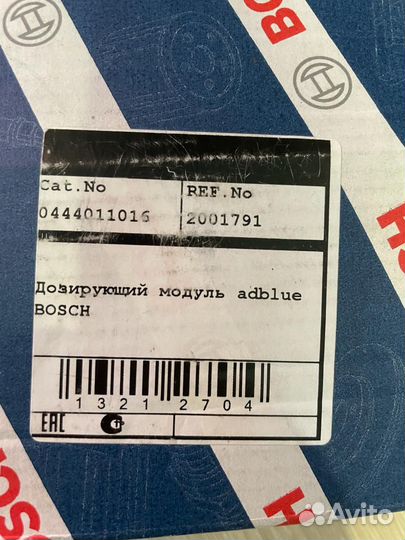 BOSCH
Cat.No REF.No
0444011016 2001791
Дозирующий модуль adblue
BOSCH
1321 2704
EAC
Avito